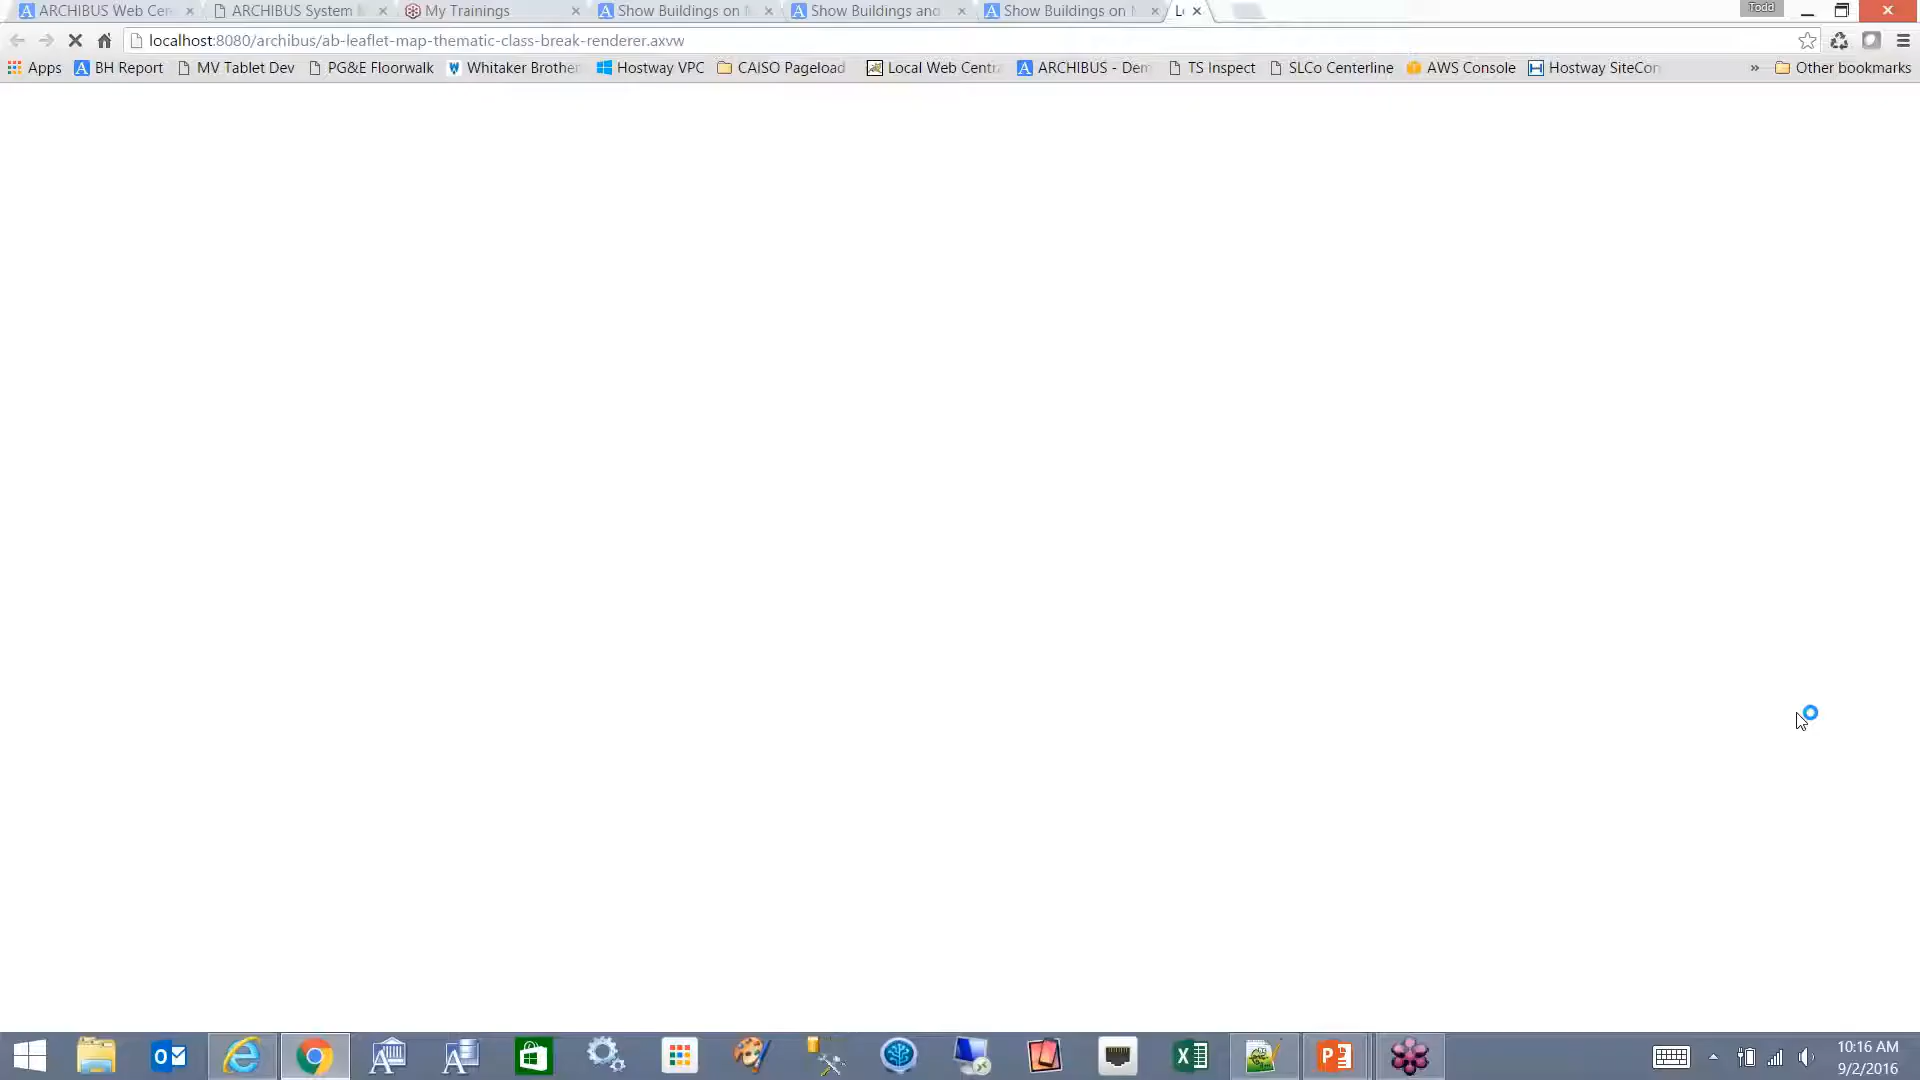 ARCHIBUS Web Cen
ARCHIBUS System
My Trainings
Show Buildings on
Show Buildings and
Show Buildings on
Todd
localhost:8080/archibus/ab-leaflet-map-thematic-class-break-renderer.axvw
Apps
BH Report
MV Tablet Dev
PG&E Floorwalk
Whitaker Brother
Hostway VPC
CAISO Pageload
Local Web Centr
ARCHIBUS - Dem
TS Inspect
SLCo Centerline
AWS Console
Hostway SiteCon
»
Other bookmarks
10:16 AM
9/2/2016